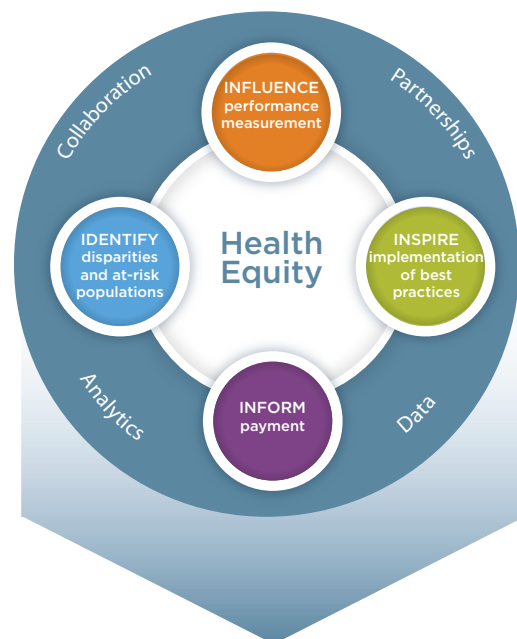 Collaboration
Partnerships
INFLUENCE
performance
measurement
IDENTIFY
disparities
and at-risk
populations
Health
Equity
INSPIRE
implementation
of best
practices
INFORM
payment
Analytics
Data